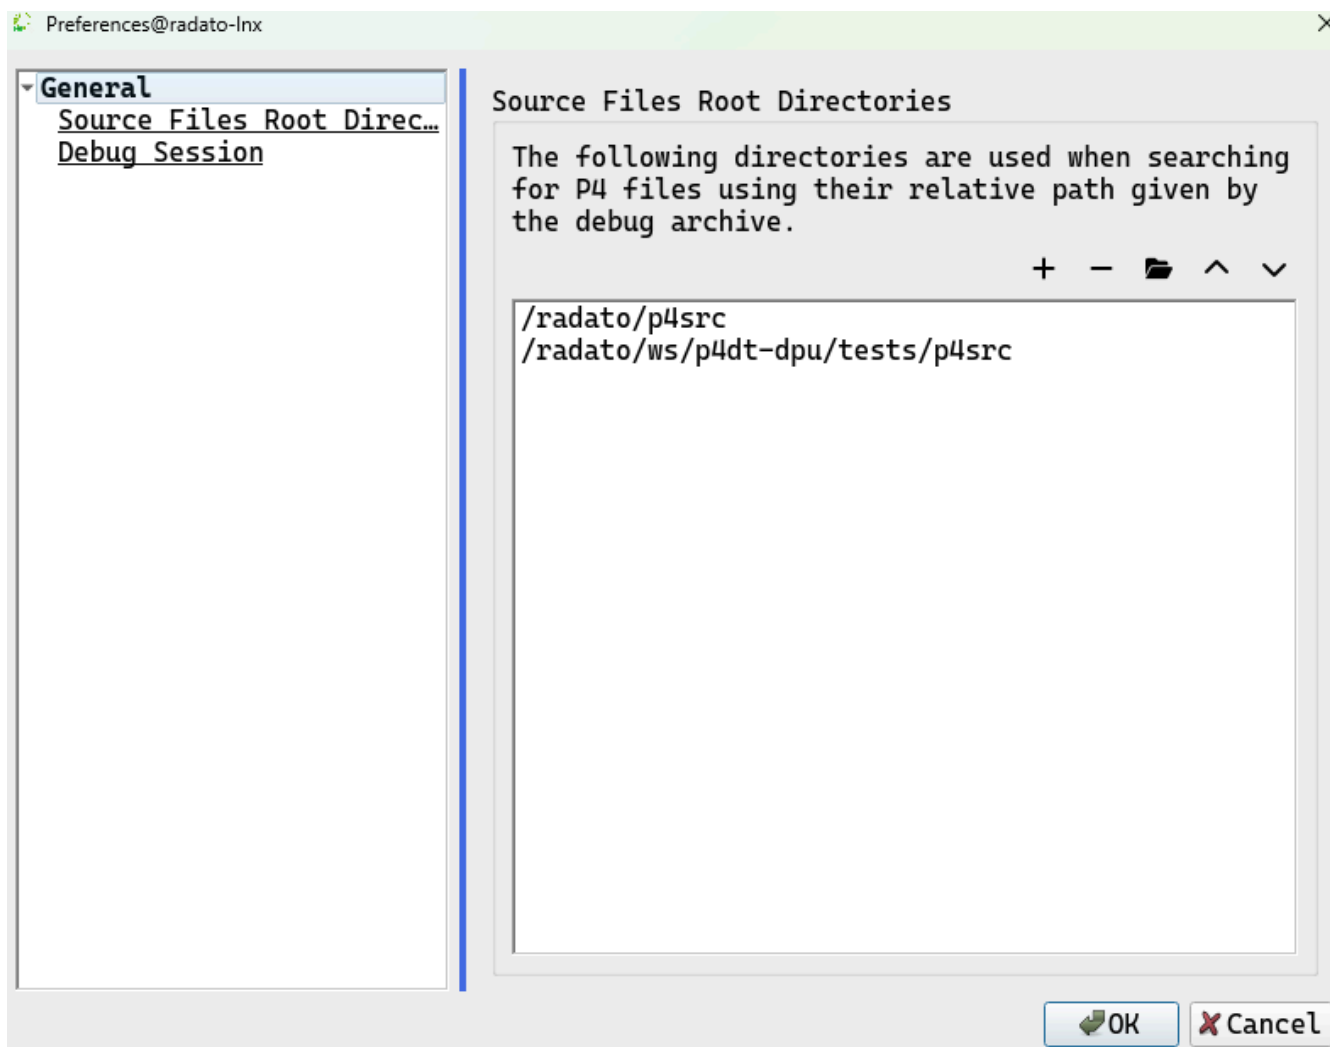 Preferences@radato-lnx
General
Source Files Root Direc…
Debug Session
Source Files Root Directories
The following directories are used when searching
for P4 files using their relative path given by
the debug archive.
/radato/p4src
/radato/ws/p4dt-dpu/tests/p4src
OK
Cancel